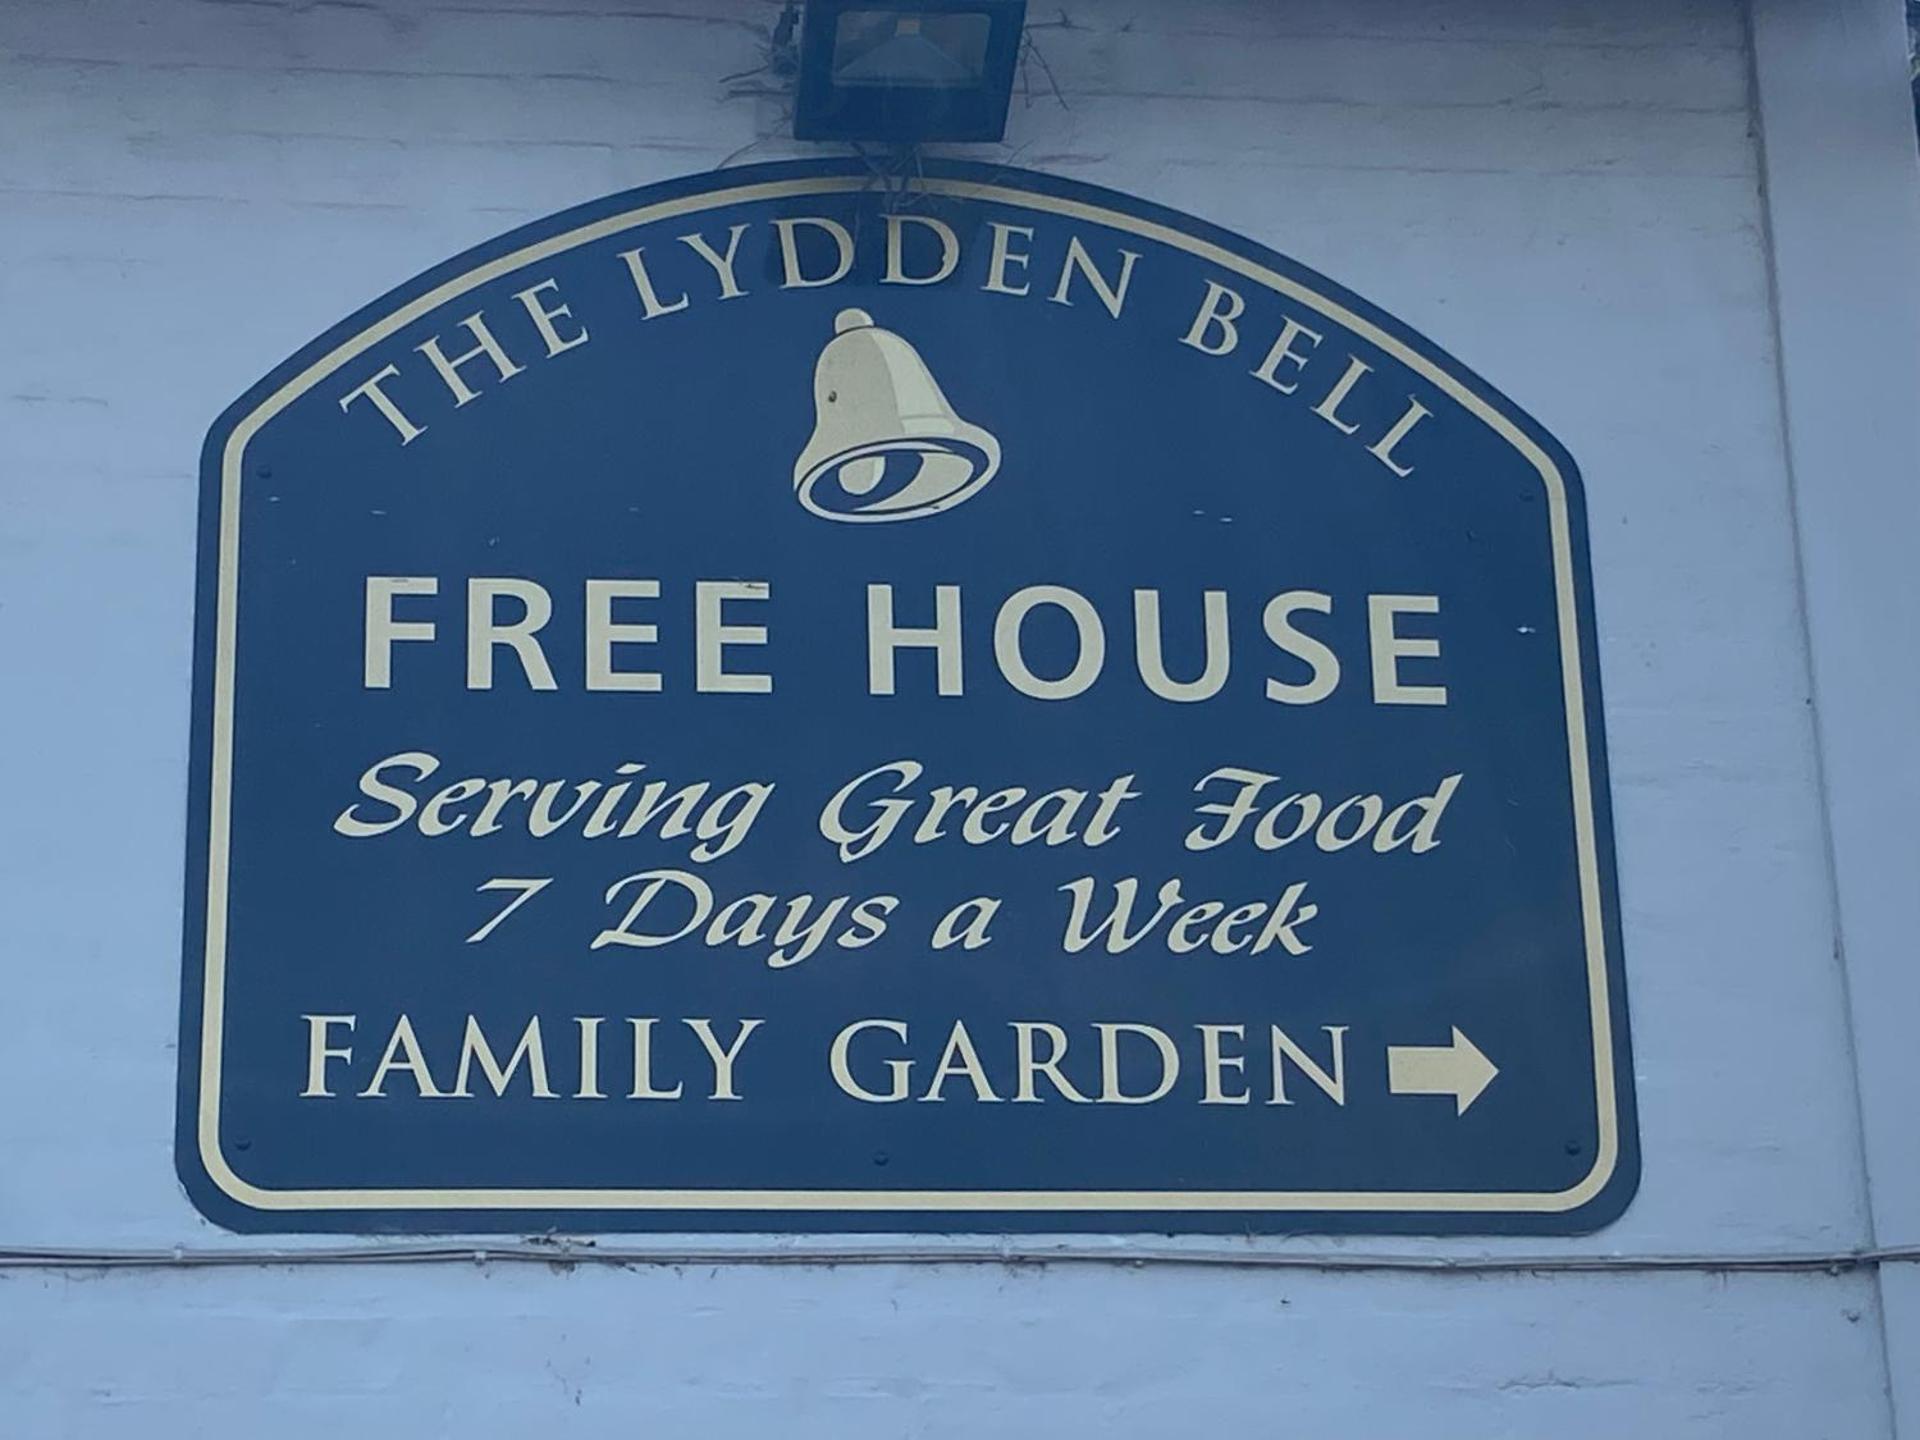 THE LYDDEN BELL
FREE HOUSE
Serving Great Food
7 Days a Week
FAMILY GARDEN